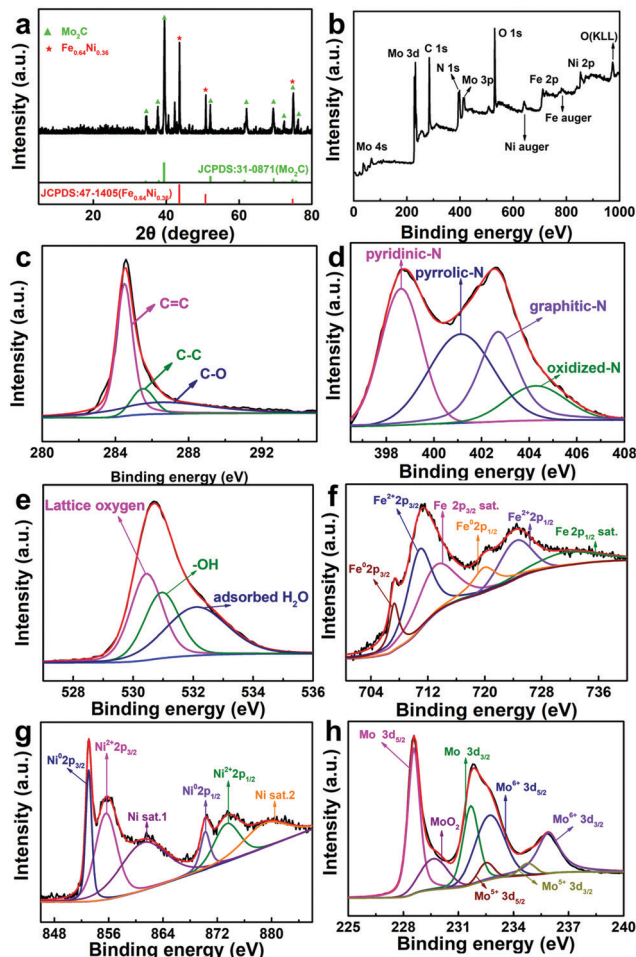 a
▲ Mo₂C
★ Fe₀.₆₄Ni₀.₃₆
JCPDS:31-0871(Mo₂C)
JCPDS:47-1405(Fe₀.₆₄Ni₀.₃₆)
Intensity (a.u.)
20 30 40 50 60 70 80
2θ (degree)
b
Mo 4s
Mo 3d
C 1s
N 1s
Mo 3p
O 1s
Ni auger
Fe 2p
Fe auger
Ni 2p
O(KLL)
Binding energy (a.u.)
0 200 400 600 800 1000
Binding energy (eV)
c
C=C
C-C
C-O
Intensity (a.u.)
280 284 288 292
Binding energy (eV)
d
pyridinic-N
pyrrolic-N
graphitic-N
oxidized-N
Intensity (a.u.)
398 400 402 404 406 408
Binding energy (eV)
e
Lattice oxygen
-OH
adsorbed H₂O
Intensity (a.u.)
528 530 532 534 536
Binding energy (eV)
f
Fe⁰2p₃/₂
Fe²⁺2p₃/₂
Fe 2p₃/₂ sat.
Fe⁰2p₁/₂
Fe²⁺2p₁/₂
Fe 2p₁/₂ sat.
Intensity (a.u.)
704 712 720 728 736
Binding energy (eV)
g
Ni⁰2p₃/₂
Ni²⁺2p₃/₂
Ni sat.1
Ni⁰2p₁/₂
Ni²⁺2p₁/₂
Ni sat.2
Intensity (a.u.)
848 856 864 872 880
Binding energy (eV)
h
Mo 3d₅/₂
MoO₂
Mo 3d₃/₂
Mo⁶⁺ 3d₅/₂
Mo⁵⁺ 3d₅/₂
Mo⁶⁺ 3d₃/₂
Mo⁵⁺ 3d₃/₂
Intensity (a.u.)
225 228 231 234 237 240
Binding energy (eV)